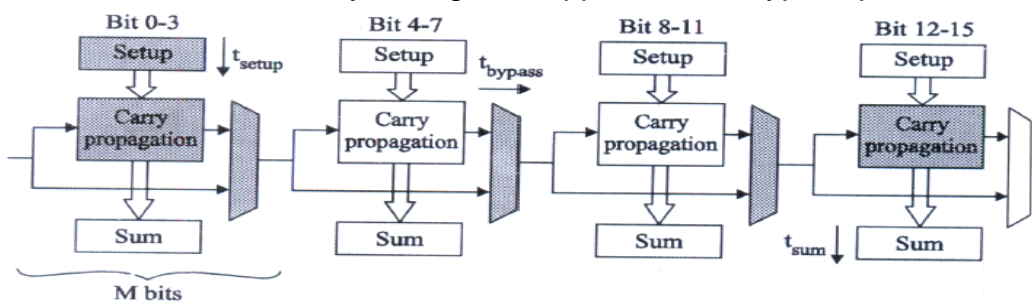 Bit 0-3 Bit 4-7 Bit 8-11 Bit 12-15
Setup t_setup Setup t_bypass Setup Setup
Carry propagation Carry propagation Carry propagation Carry propagation
Sum Sum Sum t_sum Sum
M bits